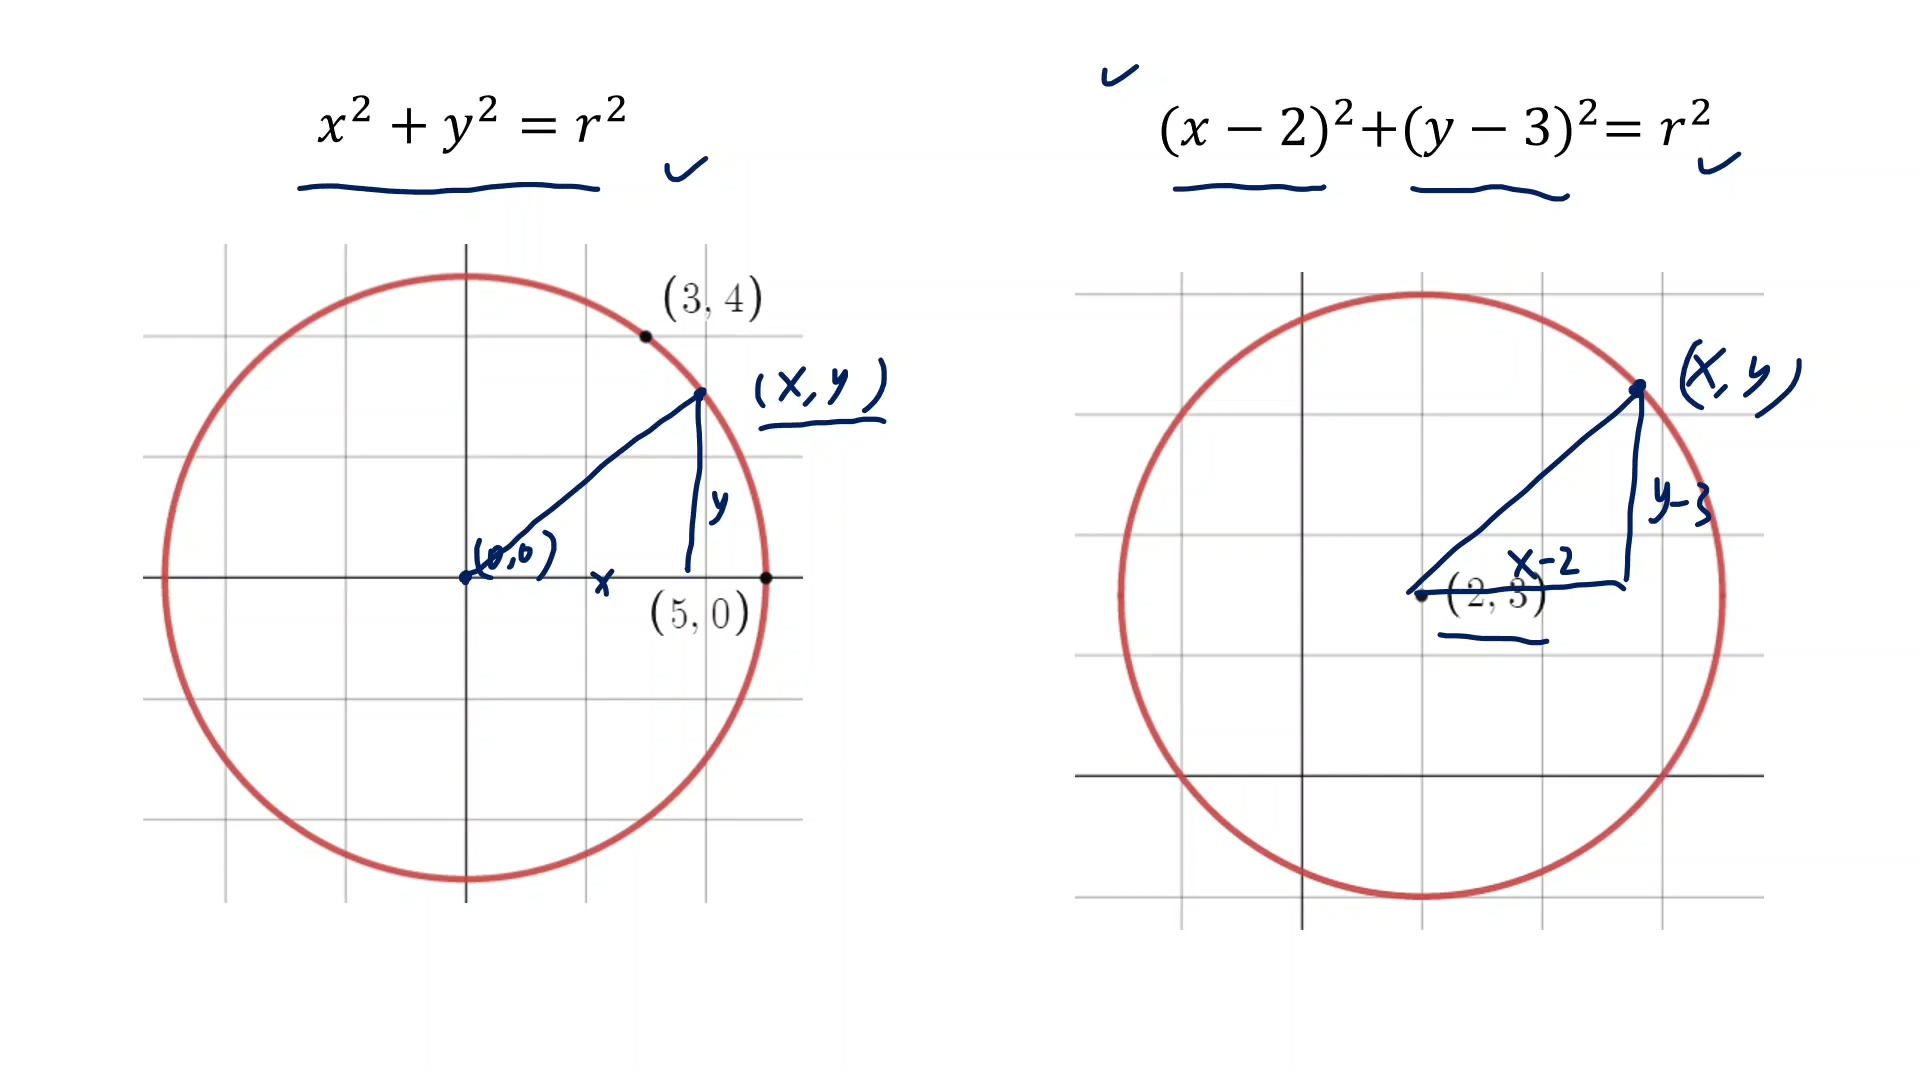 x² + y² = r²
(3, 4)
(x, y)
y
(0,0)
x
(5, 0)
(x − 2)²+(y − 3)²= r²
(x, y)
y-3
x-2
(2, 3)